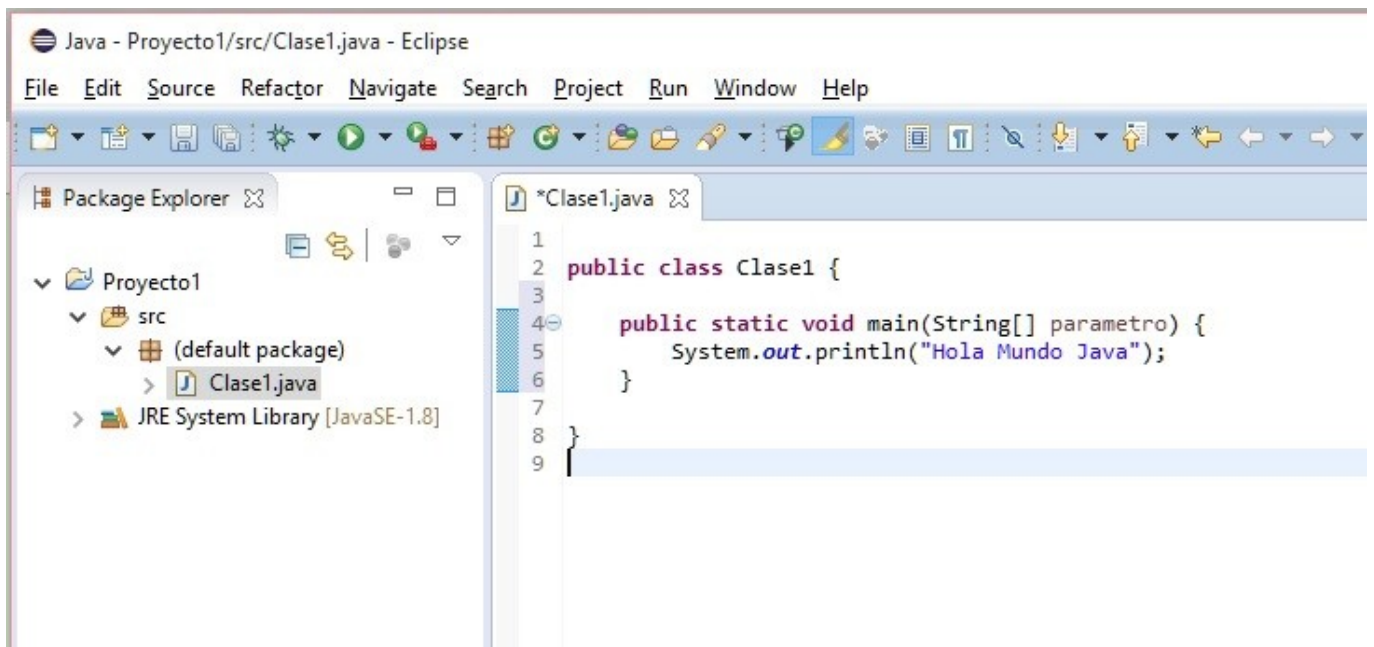 Java - Proyecto1/src/Clase1.java - Eclipse
File Edit Source Refactor Navigate Search Project Run Window Help
Package Explorer
Proyecto1
src
(default package)
Clase1.java
JRE System Library [JavaSE-1.8]
*Clase1.java
1
2 public class Clase1 {
3
4 public static void main(String[] parametro) {
5 System.out.println("Hola Mundo Java");
6 }
7
8 }
9